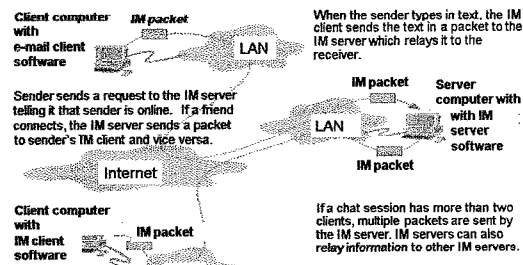 Client computer
with
e-mail client
software
IM packet
LAN
When the sender types in text, the IM
client sends the text in a packet to the
IM server which relays it to the
receiver.
Sender sends a request to the IM server
telling it that sender is online. If a friend
connects, the IM server sends a packet
to sender's IM client and vice versa.
IM packet
LAN
IM packet
Server
computer with
with IM
server
software
Internet
Client computer
with
IM client
software
IM packet
If a chat session has more than two
clients, multiple packets are sent by
the IM server. IM servers can also
relay information to other IM servers.